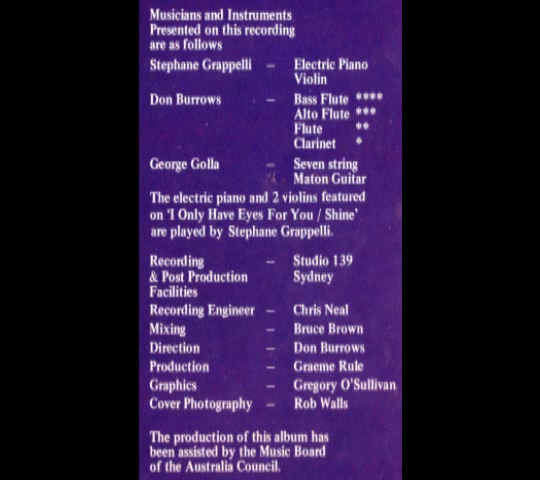 Musicians and Instruments
Presented on this recording
are as follows
Stephane Grappelli – Electric Piano
Violin
Don Burrows – Bass Flute ****
Alto Flute ***
Flute **
Clarinet *
George Golla – Seven string
Maton Guitar
The electric piano and 2 violins featured
on 'I Only Have Eyes For You / Shine'
are played by Stephane Grappelli.
Recording – Studio 139
& Post Production Sydney
Facilities
Recording Engineer – Chris Neal
Mixing – Bruce Brown
Direction – Don Burrows
Production – Graeme Rule
Graphics – Gregory O'Sullivan
Cover Photography – Rob Walls
The production of this album has
been assisted by the Music Board
of the Australia Council.